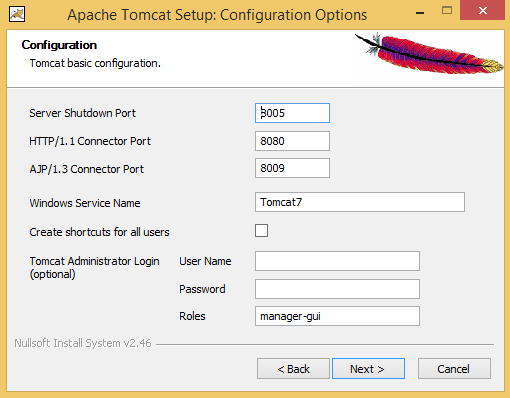 Apache Tomcat Setup: Configuration Options
Configuration
Tomcat basic configuration.
Server Shutdown Port 8005
HTTP/1.1 Connector Port 8080
AJP/1.3 Connector Port 8009
Windows Service Name Tomcat7
Create shortcuts for all users
Tomcat Administrator Login User Name
(optional)
Password
Roles manager-gui
Nullsoft Install System v2.46
< Back Next > Cancel